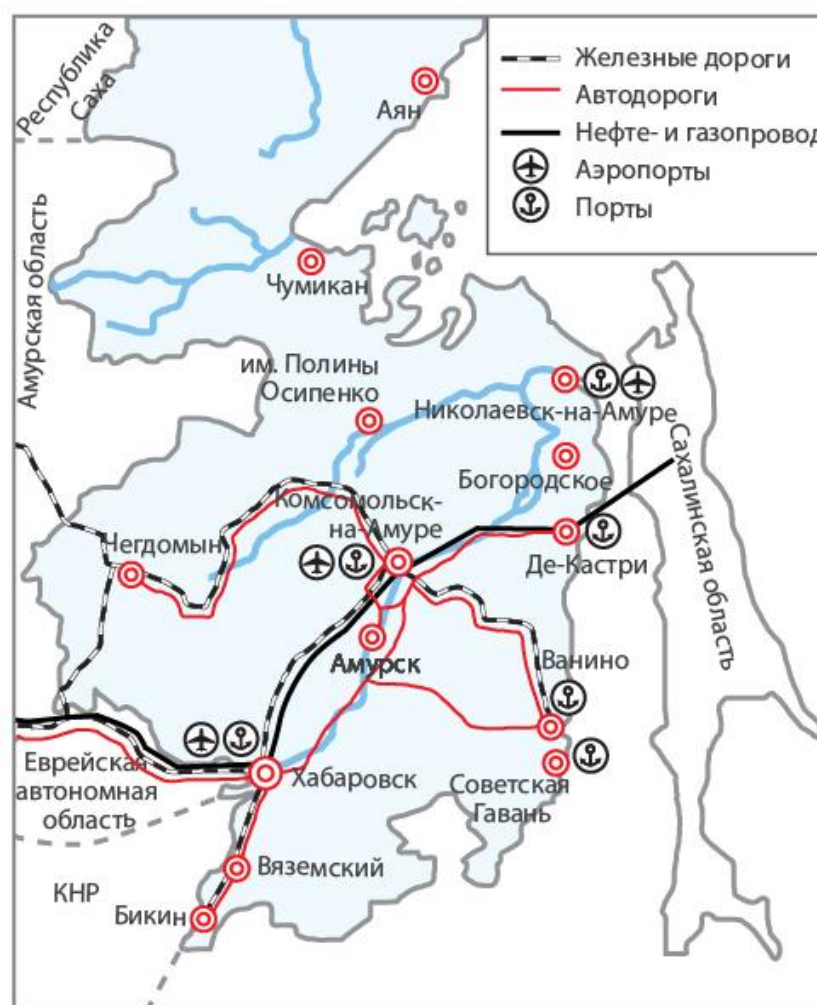 Железные дороги
Автодороги
Нефте- и газопровод
Аэропорты
Порты
Республика
Саха
Аян
Амурская область
Чумикан
им. Полины
Осипенко
Николаевск-на-Амуре
Богородское
Сахалинская область
Комсомольск-
на-Амуре
Чегдомын
Де-Кастри
Амурск
Ванино
Еврейская
автономная
область
Хабаровск
Советская
Гавань
Вяземский
КНР
Бикин